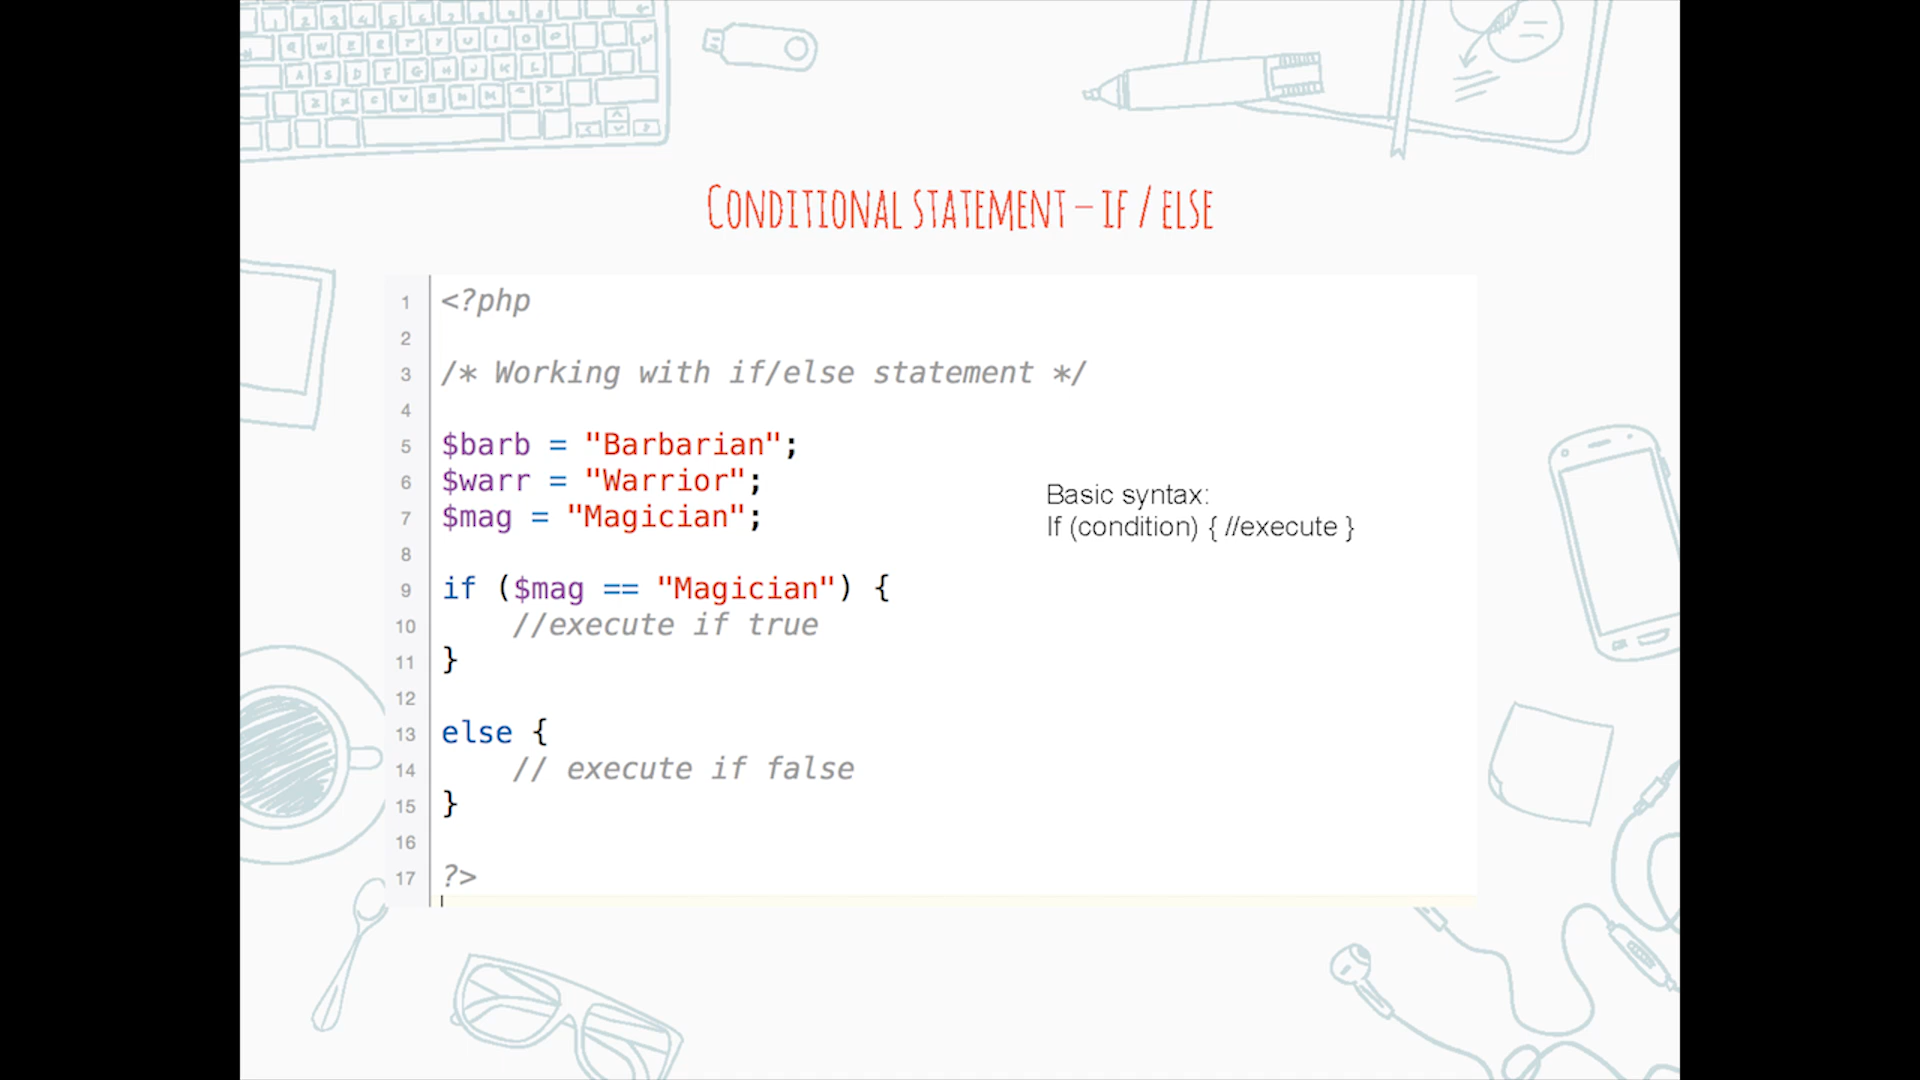 CONDITIONAL STATEMENT – IF / ELSE
1 <?php
2
3 /* Working with if/else statement */
4
5 $barb = "Barbarian";
6 $warr = "Warrior";
7 $mag = "Magician";
8
9 if ($mag == "Magician") {
10 //execute if true
11 }
12
13 else {
14 // execute if false
15 }
16
17 ?>
Basic syntax:
If (condition) { //execute }